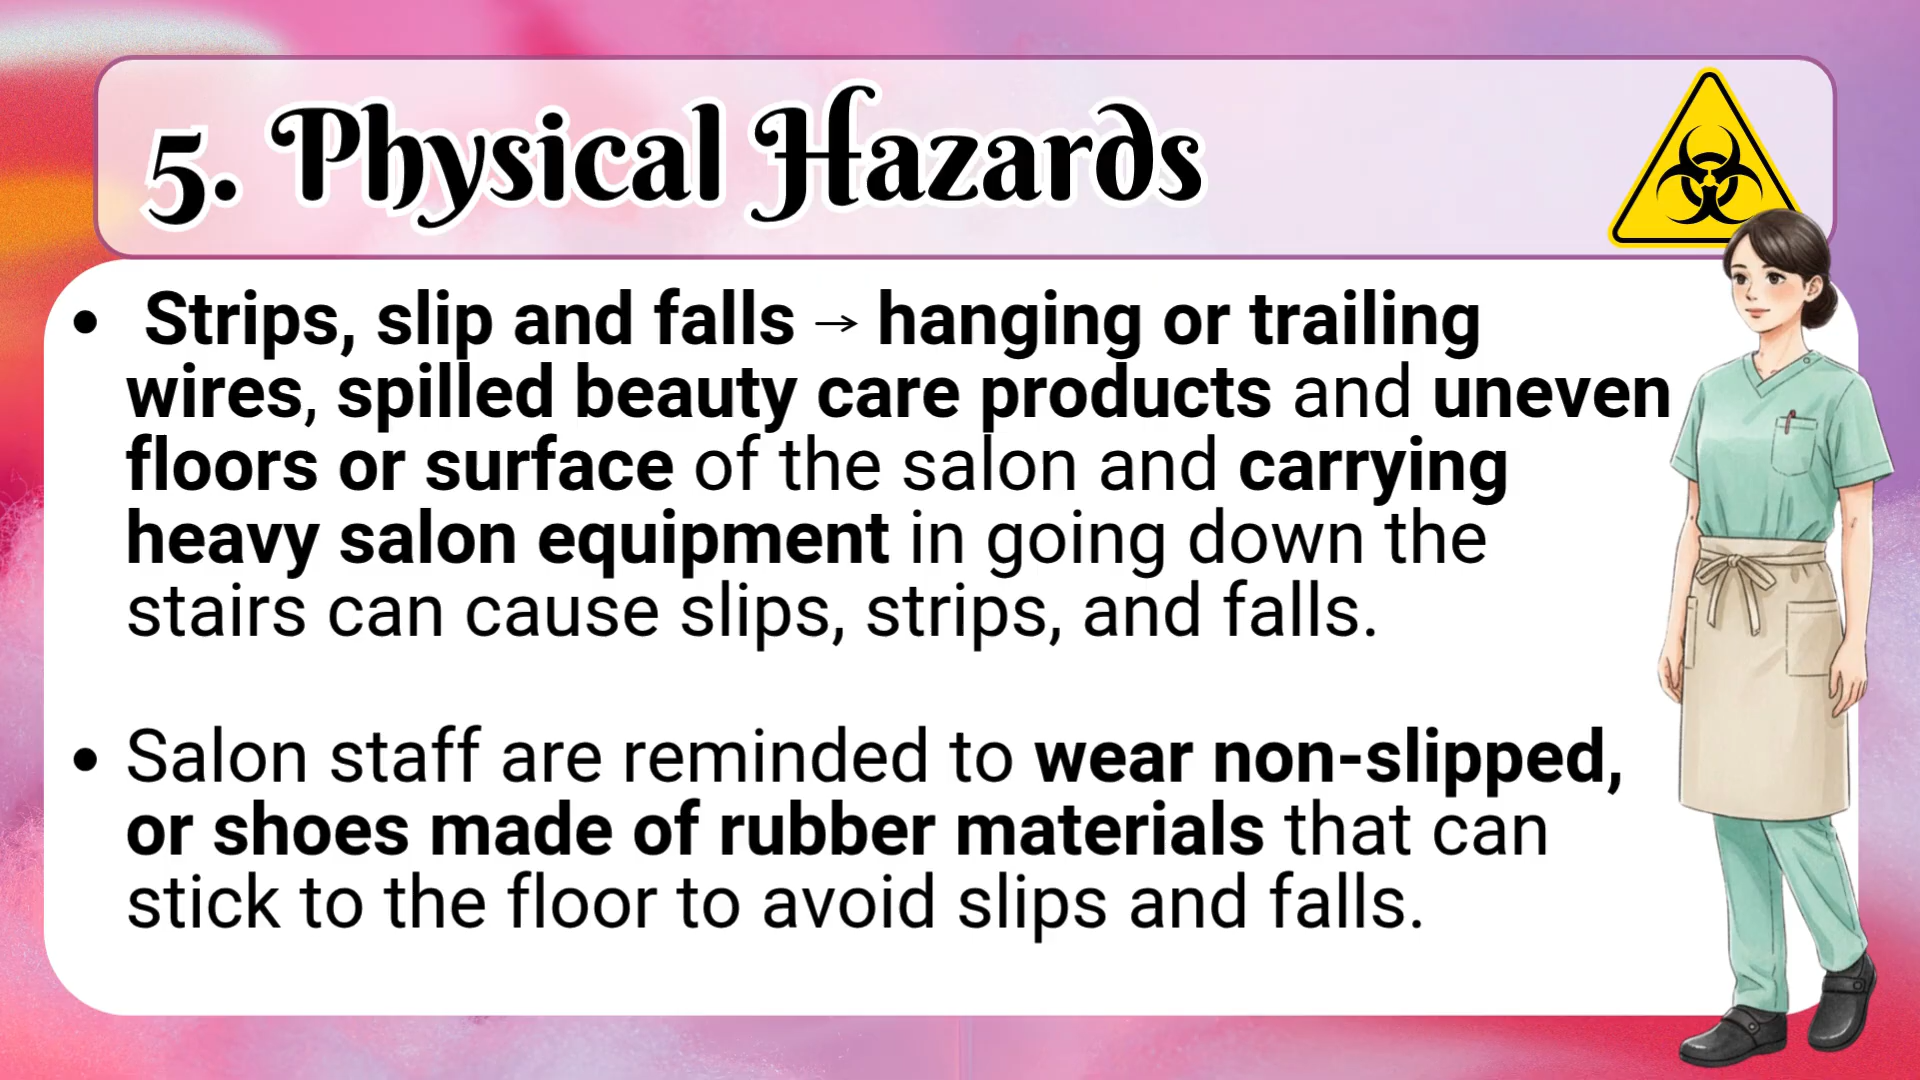 5. Physical Hazards
• Strips, slip and falls → hanging or trailing
wires, spilled beauty care products and uneven
floors or surface of the salon and carrying
heavy salon equipment in going down the
stairs can cause slips, strips, and falls.
• Salon staff are reminded to wear non-slipped,
or shoes made of rubber materials that can
stick to the floor to avoid slips and falls.